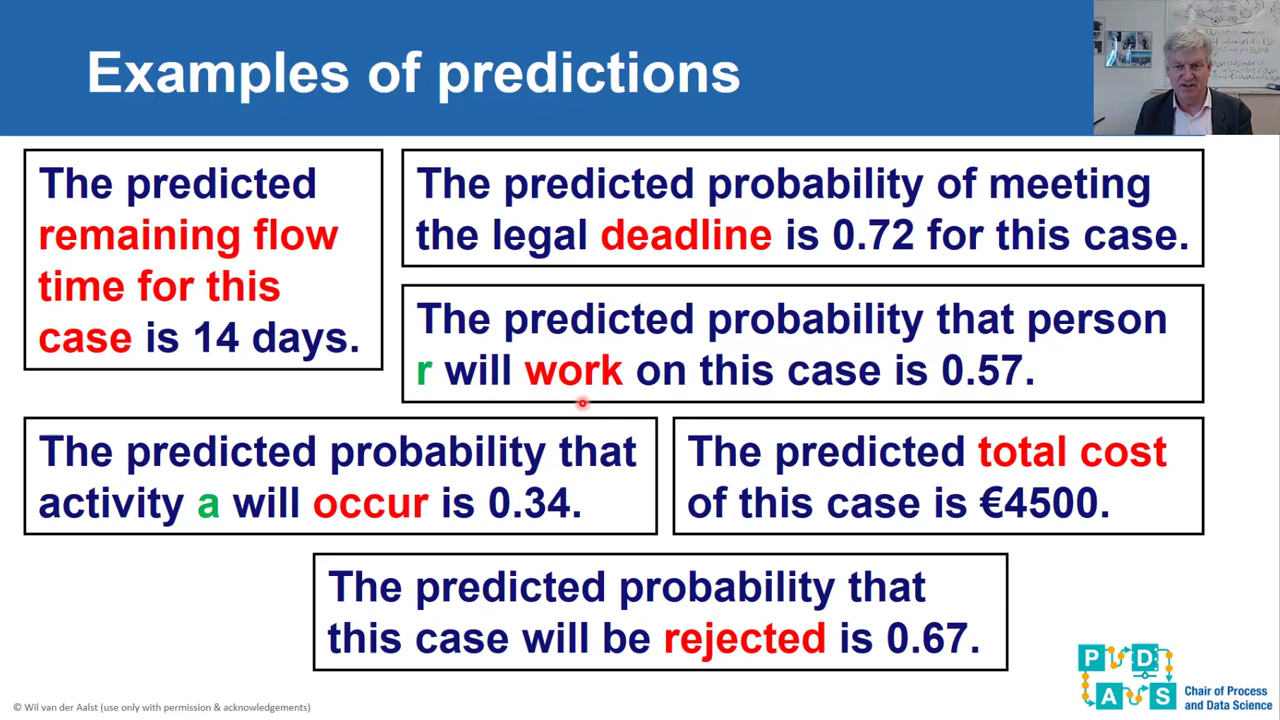 Examples of predictions
The predicted
remaining flow
time for this
case is 14 days.
The predicted probability of meeting
the legal deadline is 0.72 for this case.
The predicted probability that person
r will work on this case is 0.57.
The predicted probability that
activity a will occur is 0.34.
The predicted total cost
of this case is €4500.
The predicted probability that
this case will be rejected is 0.67.
© Wil van der Aalst (use only with permission & acknowledgements)
P D
A S
Chair of Process
and Data Science